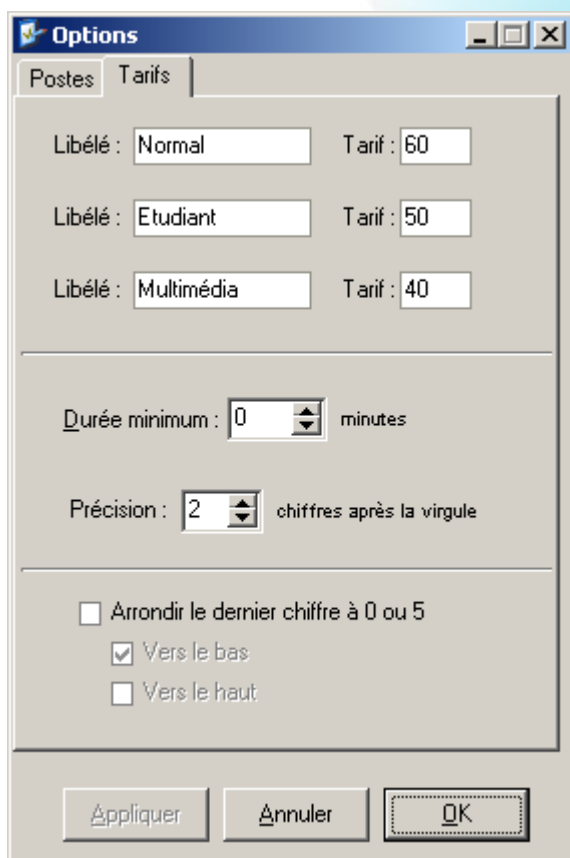 Options
Postes Tarifs
Libélé : Normal Tarif : 60
Libélé : Etudiant Tarif : 50
Libélé : Multimédia Tarif : 40
Durée minimum : 0 minutes
Précision : 2 chiffres après la virgule
Arrondir le dernier chiffre à 0 ou 5
Vers le bas
Vers le haut
Appliquer Annuler OK